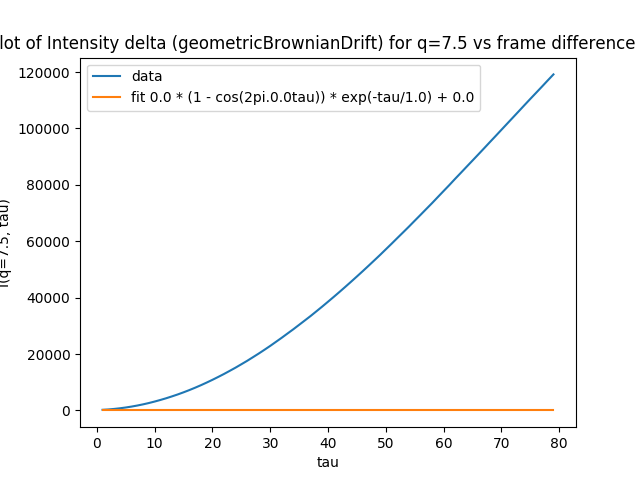 lot of Intensity delta (geometricBrownianDrift) for q=7.5 vs frame difference
data
fit 0.0 * (1 - cos(2pi.0.0tau)) * exp(-tau/1.0) + 0.0
I(q=7.5, tau)
120000
100000
80000
60000
40000
20000
0
0 10 20 30 40 50 60 70 80
tau